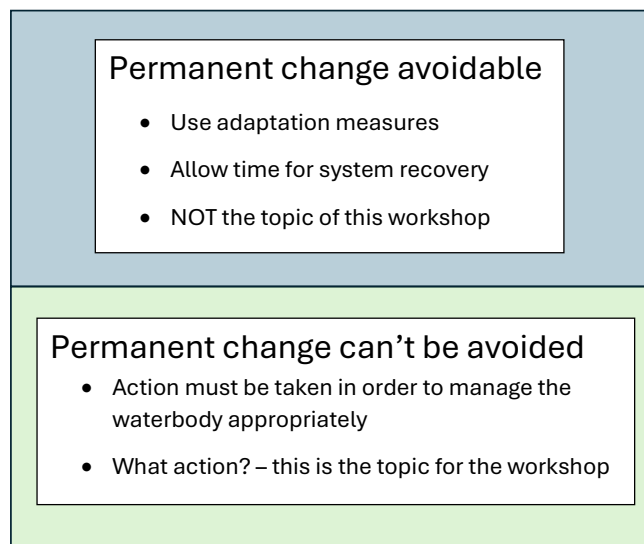 Permanent change avoidable
• Use adaptation measures
• Allow time for system recovery
• NOT the topic of this workshop
Permanent change can’t be avoided
• Action must be taken in order to manage the
waterbody appropriately
• What action? – this is the topic for the workshop